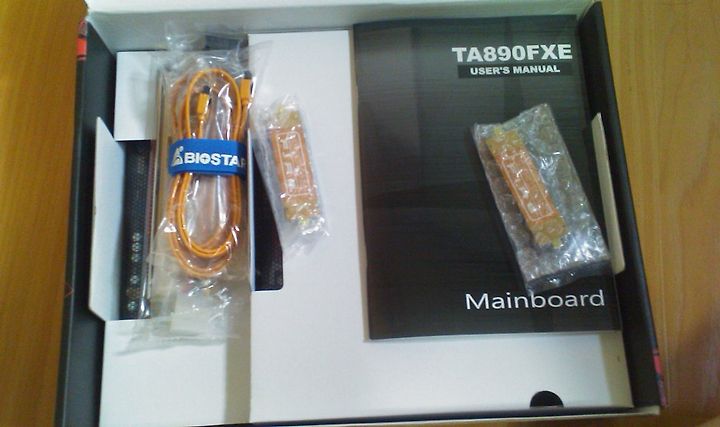 TA890FXE
USER'S MANUAL
BIOSTAR
Mainboard